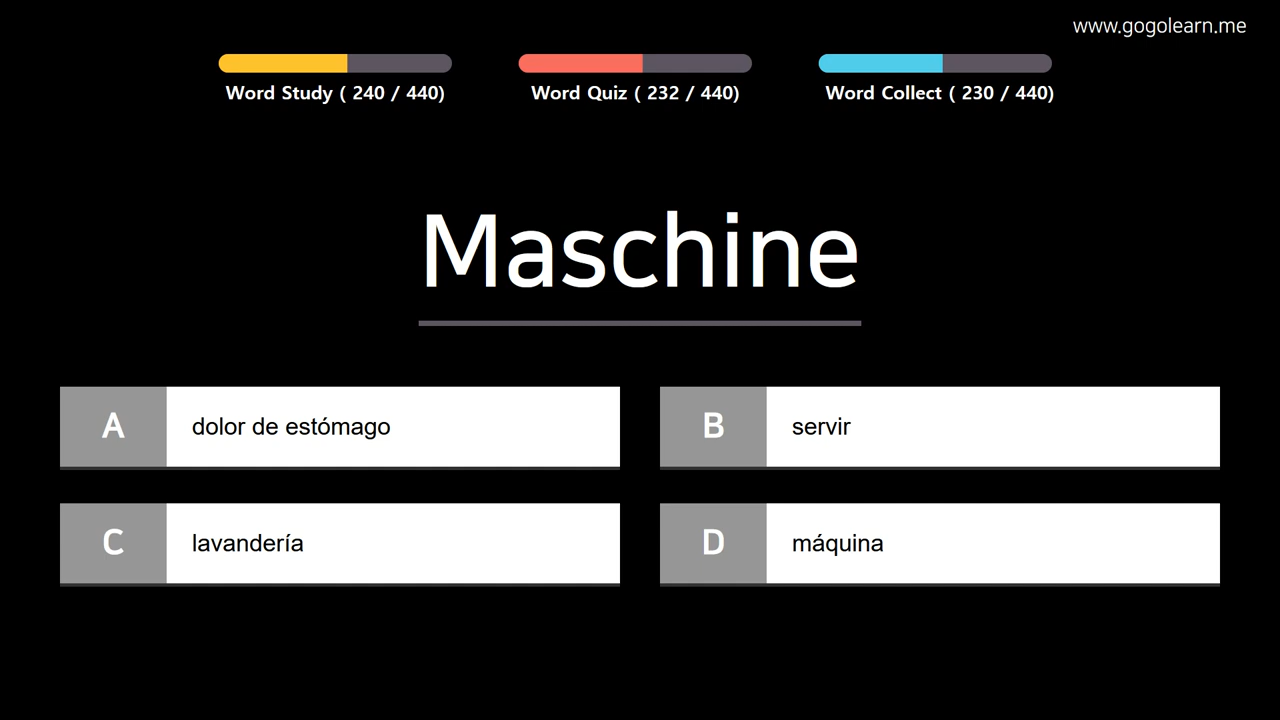 www.gogolearn.me
Word Study ( 240 / 440)
Word Quiz ( 232 / 440)
Word Collect ( 230 / 440)
Maschine
A dolor de estómago
B servir
C lavandería
D máquina